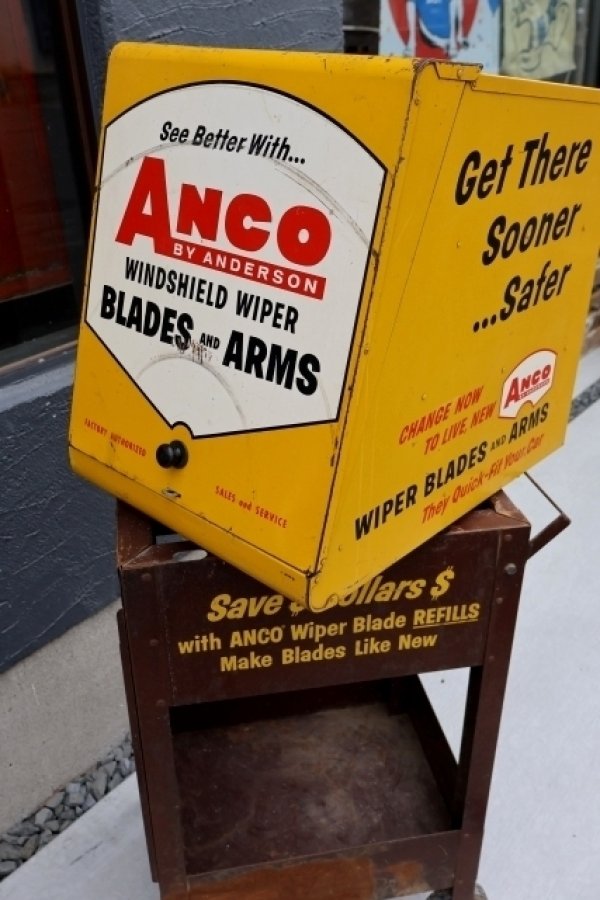 See Better With...
ANCO
BY ANDERSON
WINDSHIELD WIPER
BLADES AND ARMS
FACTORY AUTHORIZED
SALES and SERVICE
Get There
Sooner
...Safer
CHANGE NOW
TO LIVE, NEW
ANCO
WIPER BLADES AND ARMS
They Quick-Fit Your Car
Save $ Dollars $
with ANCO Wiper Blade REFILLS
Make Blades Like New